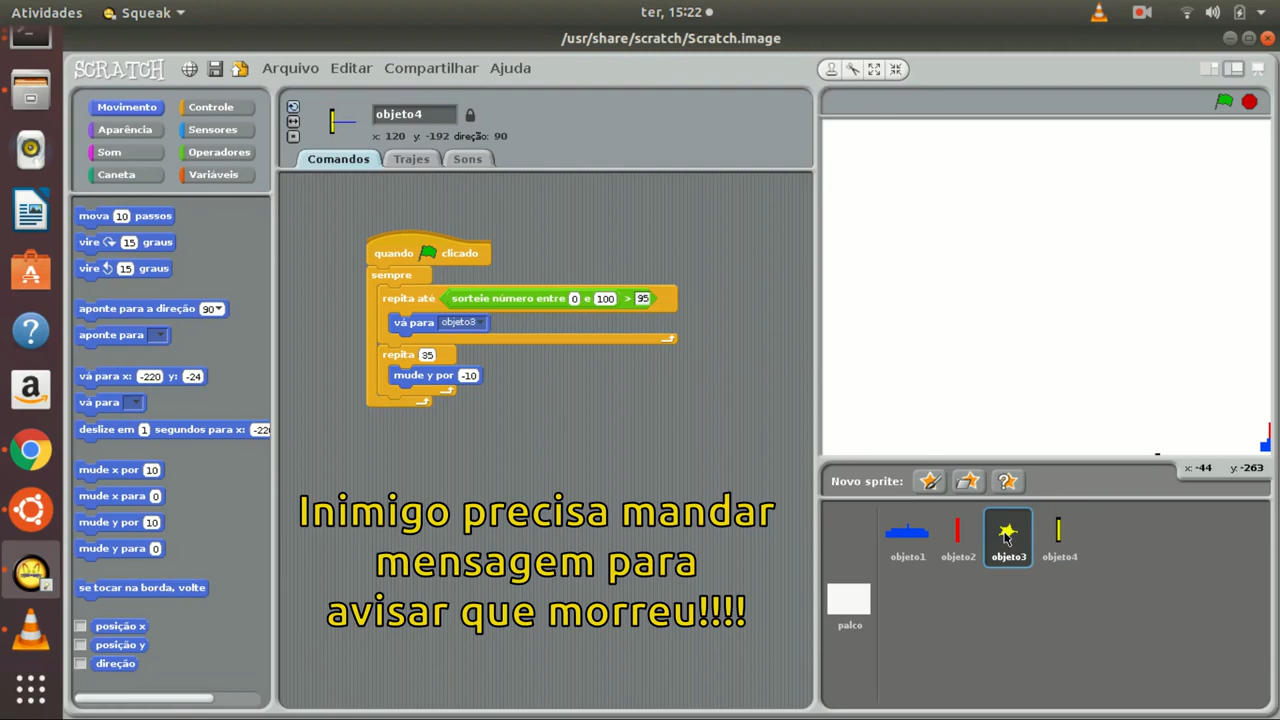 Atividades
Squeak
ter, 15:22
/usr/share/scratch/Scratch.image
SCRATCH
Arquivo
Editar
Compartilhar
Ajuda
Movimento
Controle
Aparência
Sensores
Som
Operadores
Caneta
Variáveis
mova 10 passos
vire 15 graus
vire 15 graus
aponte para a direção 90
aponte para
vá para x: -220 y: -24
vá para
deslize em 1 segundos para x: -220
mude x por 10
mude x para 0
mude y por 10
mude y para 0
se tocar na borda, volte
posição x
posição y
direção
objeto4
x: 120 y: -192 direção: 90
Comandos
Trajes
Sons
quando clicado
sempre
repita até sorteie número entre 0 e 100 > 95
vá para objeto3
repita 35
mude y por -10
Inimigo precisa mandar
mensagem para
avisar que morreu!!!!
x: -44 y: -263
Novo sprite:
objeto1
objeto2
objeto3
objeto4
palco